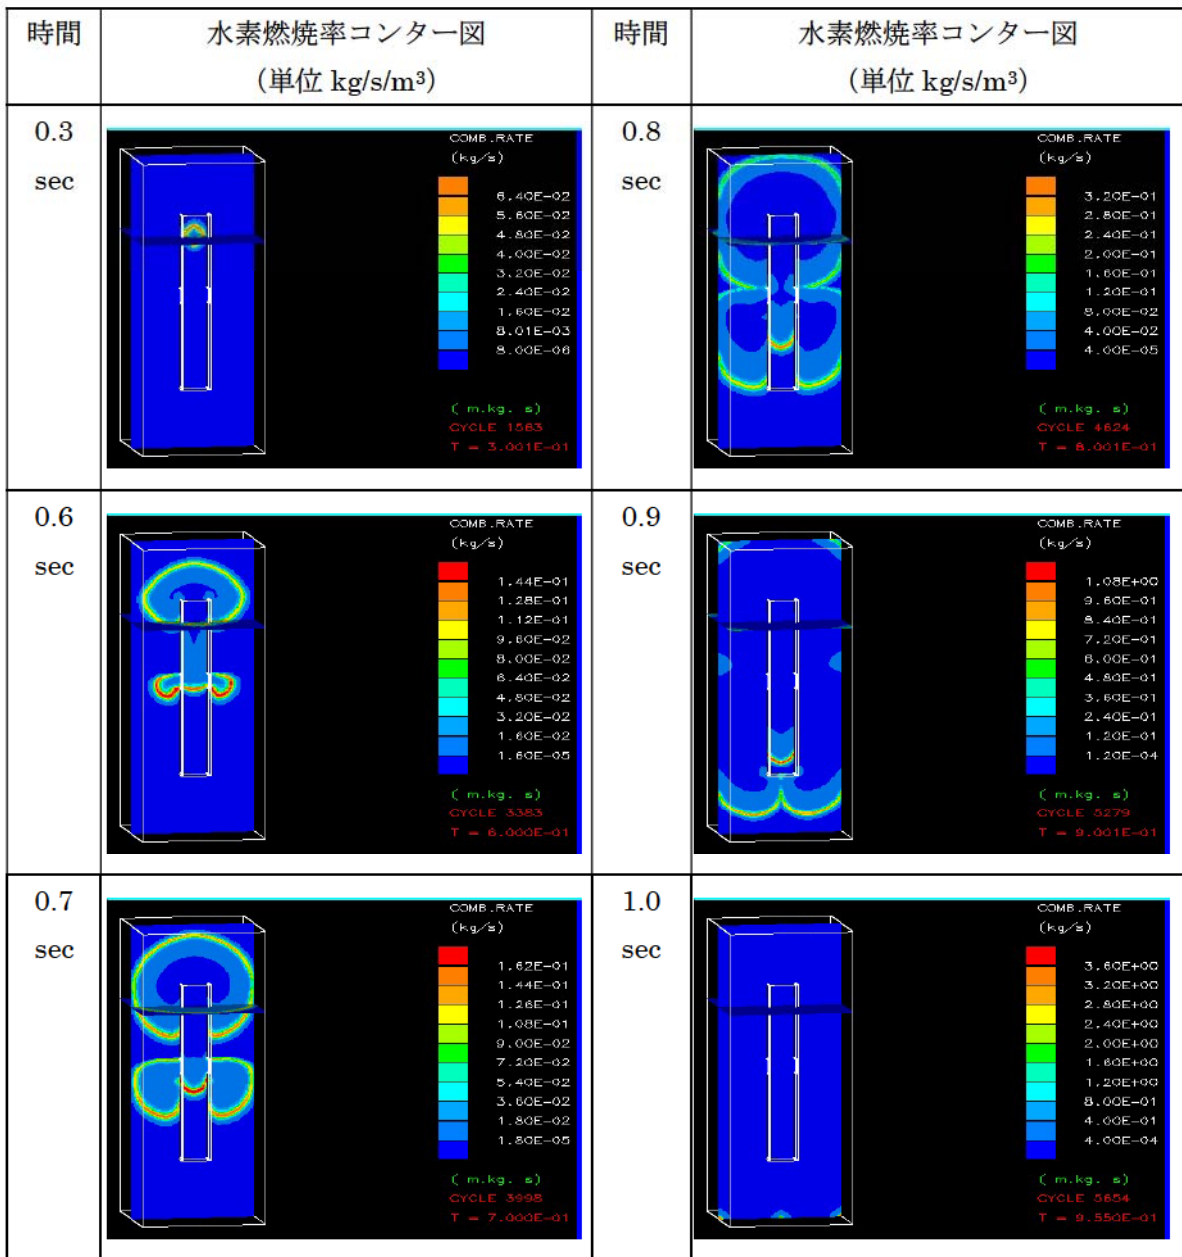 時間
水素燃焼率コンター図
(単位 kg/s/m³)
時間
水素燃焼率コンター図
(単位 kg/s/m³)
0.3
sec
COMB.RATE
(kg/s)
6.40E-02
5.60E-02
4.80E-02
4.00E-02
3.20E-02
2.40E-02
1.60E-02
8.01E-03
8.00E-06
( m.kg. s)
CYCLE 1563
T = 3.001E-01
0.8
sec
COMB.RATE
(kg/s)
3.20E-01
2.80E-01
2.40E-01
2.00E-01
1.60E-01
1.20E-01
8.00E-02
4.00E-02
4.00E-05
( m.kg. s)
CYCLE 4624
T = 8.001E-01
0.6
sec
COMB.RATE
(kg/s)
1.44E-01
1.28E-01
1.12E-01
9.60E-02
8.00E-02
6.40E-02
4.80E-02
3.20E-02
1.60E-02
1.60E-05
( m.kg. s)
CYCLE 3383
T = 6.000E-01
0.9
sec
COMB.RATE
(kg/s)
1.08E+00
9.60E-01
8.40E-01
7.20E-01
6.00E-01
4.80E-01
3.60E-01
2.40E-01
1.20E-01
1.20E-04
( m.kg. s)
CYCLE 5279
T = 9.001E-01
0.7
sec
COMB.RATE
(kg/s)
1.62E-01
1.44E-01
1.26E-01
1.08E-01
9.00E-02
7.20E-02
5.40E-02
3.60E-02
1.80E-02
1.80E-05
( m.kg. s)
CYCLE 3998
T = 7.000E-01
1.0
sec
COMB.RATE
(kg/s)
3.60E+00
3.20E+00
2.80E+00
2.40E+00
2.00E+00
1.60E+00
1.20E+00
8.00E-01
4.00E-01
4.00E-04
( m.kg. s)
CYCLE 5654
T = 9.550E-01